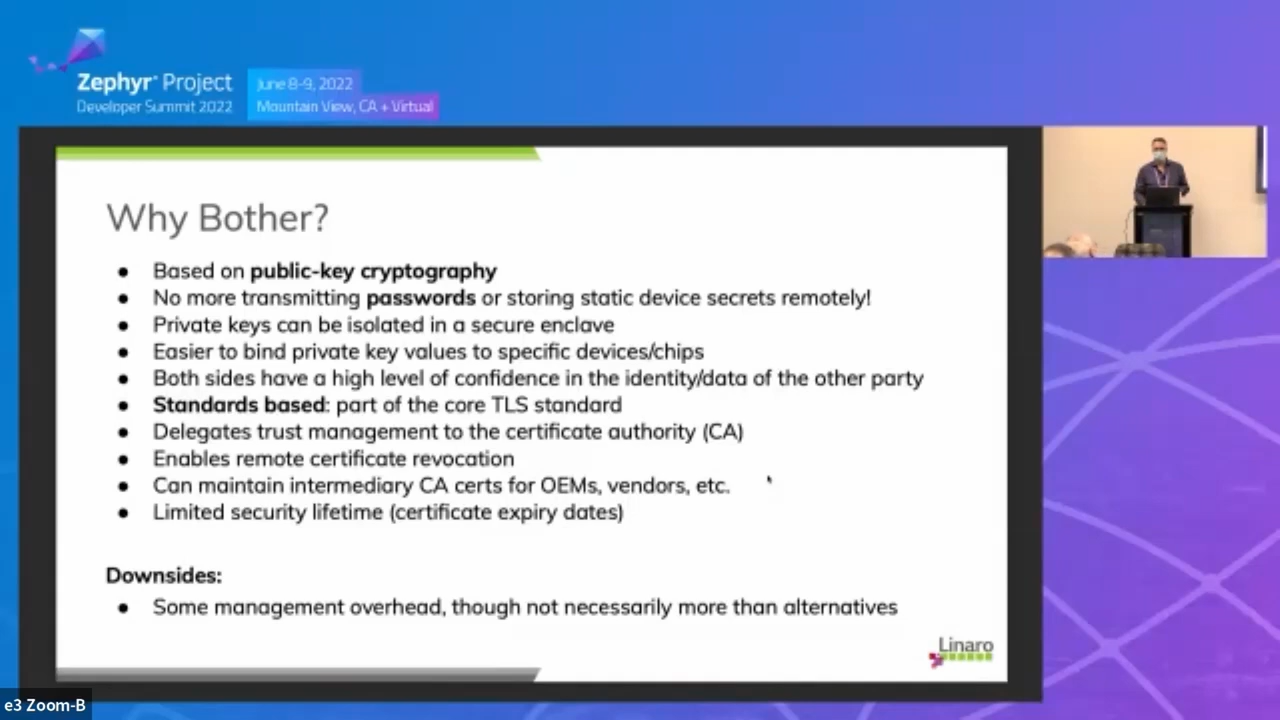 Zephyr® Project
Developer Summit 2022
June 8-9, 2022
Mountain View, CA + Virtual
Why Bother?
● Based on public-key cryptography
● No more transmitting passwords or storing static device secrets remotely!
● Private keys can be isolated in a secure enclave
● Easier to bind private key values to specific devices/chips
● Both sides have a high level of confidence in the identity/data of the other party
● Standards based: part of the core TLS standard
● Delegates trust management to the certificate authority (CA)
● Enables remote certificate revocation
● Can maintain intermediary CA certs for OEMs, vendors, etc.
● Limited security lifetime (certificate expiry dates)
Downsides:
● Some management overhead, though not necessarily more than alternatives
Linaro
e3 Zoom-B